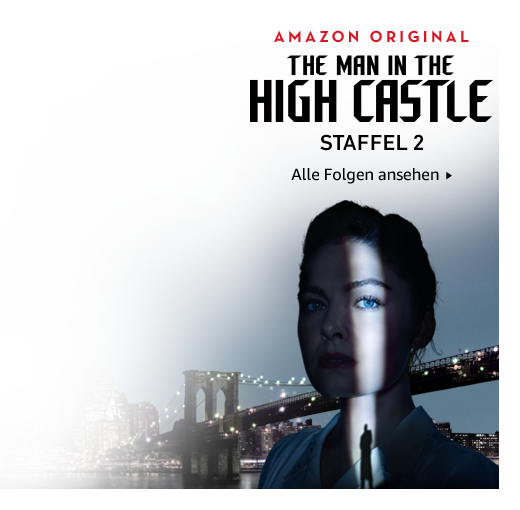 AMAZON ORIGINAL
THE MAN IN THE
HIGH CASTLE
STAFFEL 2
Alle Folgen ansehen ▸